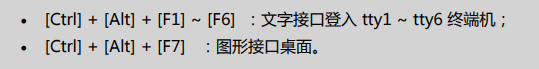 • [Ctrl] + [Alt] + [F1] ~ [F6] ：文字接口登入 tty1 ~ tty6 终端机；
• [Ctrl] + [Alt] + [F7] ：图形接口桌面。